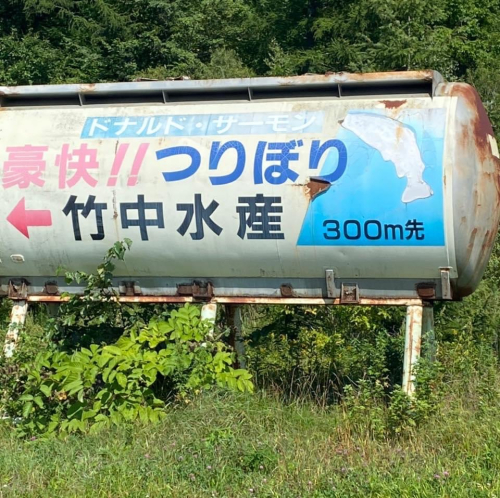 ドナルド・サーモン
豪快!! つりぼり
← 竹中水産 300m先